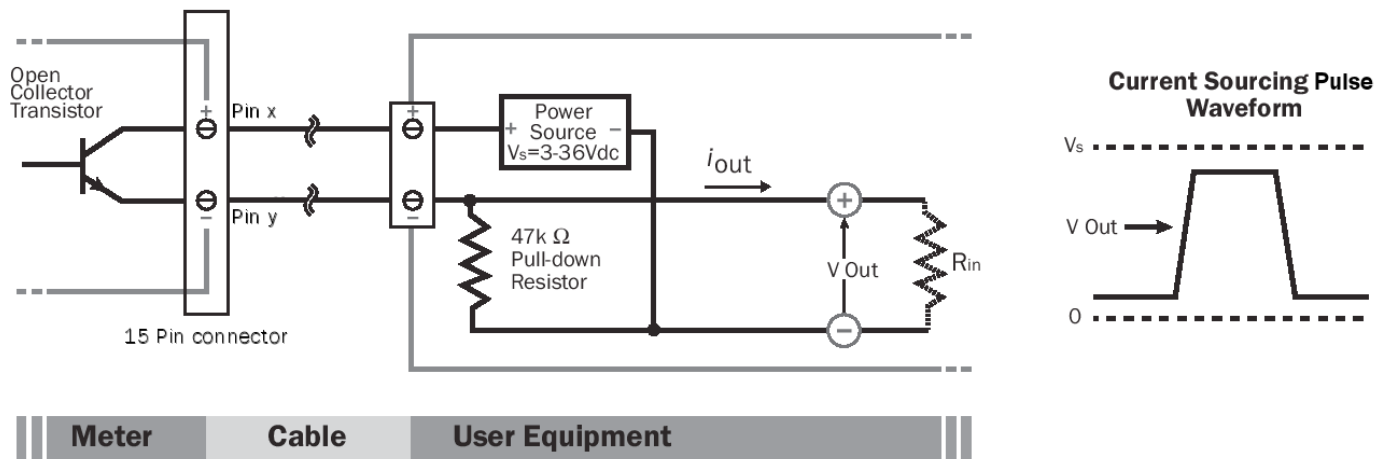 Open
Collector
Transistor
+
Pin x
−
Pin y
15 Pin connector
+
−
Power
+ Source −
Vs=3-36Vdc
iout
47k Ω
Pull-down
Resistor
+
V Out
−
Rin
Meter
Cable
User Equipment
Current Sourcing Pulse
Waveform
Vs
V Out
0